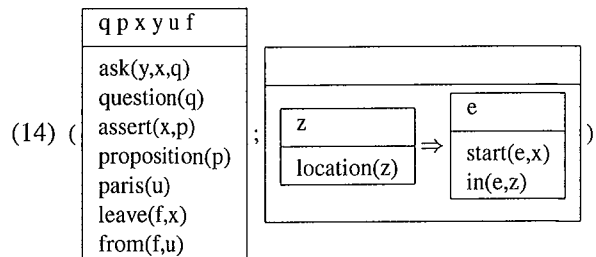 q p x y u f
ask(y,x,q)
question(q)
assert(x,p)
proposition(p)
paris(u)
leave(f,x)
from(f,u)
(14) ( ; z ⇒ e )
location(z)
start(e,x)
in(e,z)